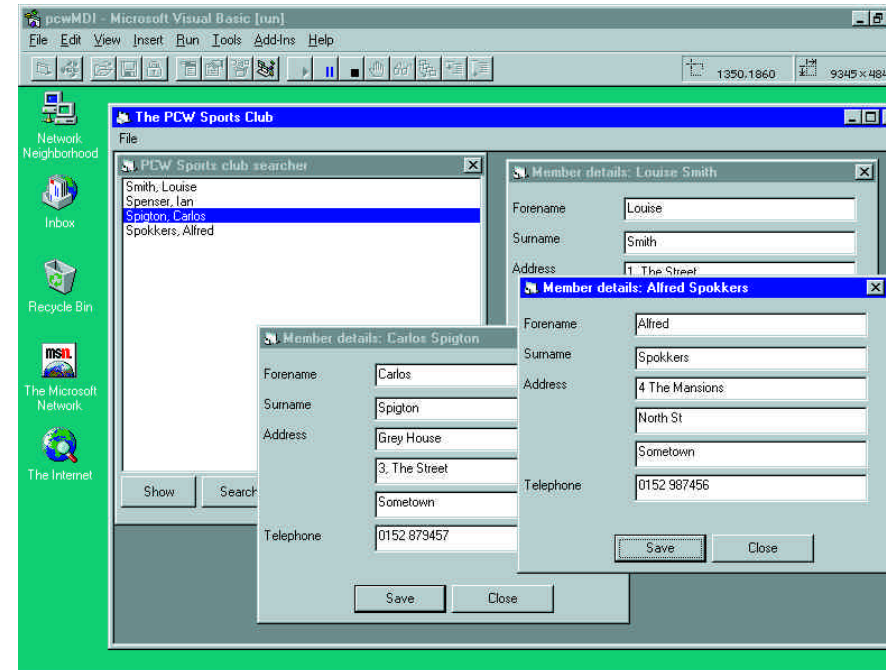 pcwMDI - Microsoft Visual Basic [run]
File Edit View Insert Run Tools Add-Ins Help
1350,1860 9345 x 484
Network
Neighborhood
Inbox
Recycle Bin
msn
The Microsoft
Network
The Internet
The PCW Sports Club
File
PCW Sports club searcher
Smith, Louise
Spenser, Ian
Spigton, Carlos
Spokkers, Alfred
Show Search
Member details: Louise Smith
Forename Louise
Surname Smith
Address 1, The Street
Member details: Carlos Spigton
Forename Carlos
Surname Spigton
Address Grey House
3, The Street
Sometown
Telephone 0152 879457
Save Close
Member details: Alfred Spokkers
Forename Alfred
Surname Spokkers
Address 4 The Mansions
North St
Sometown
Telephone 0152 987456
Save Close